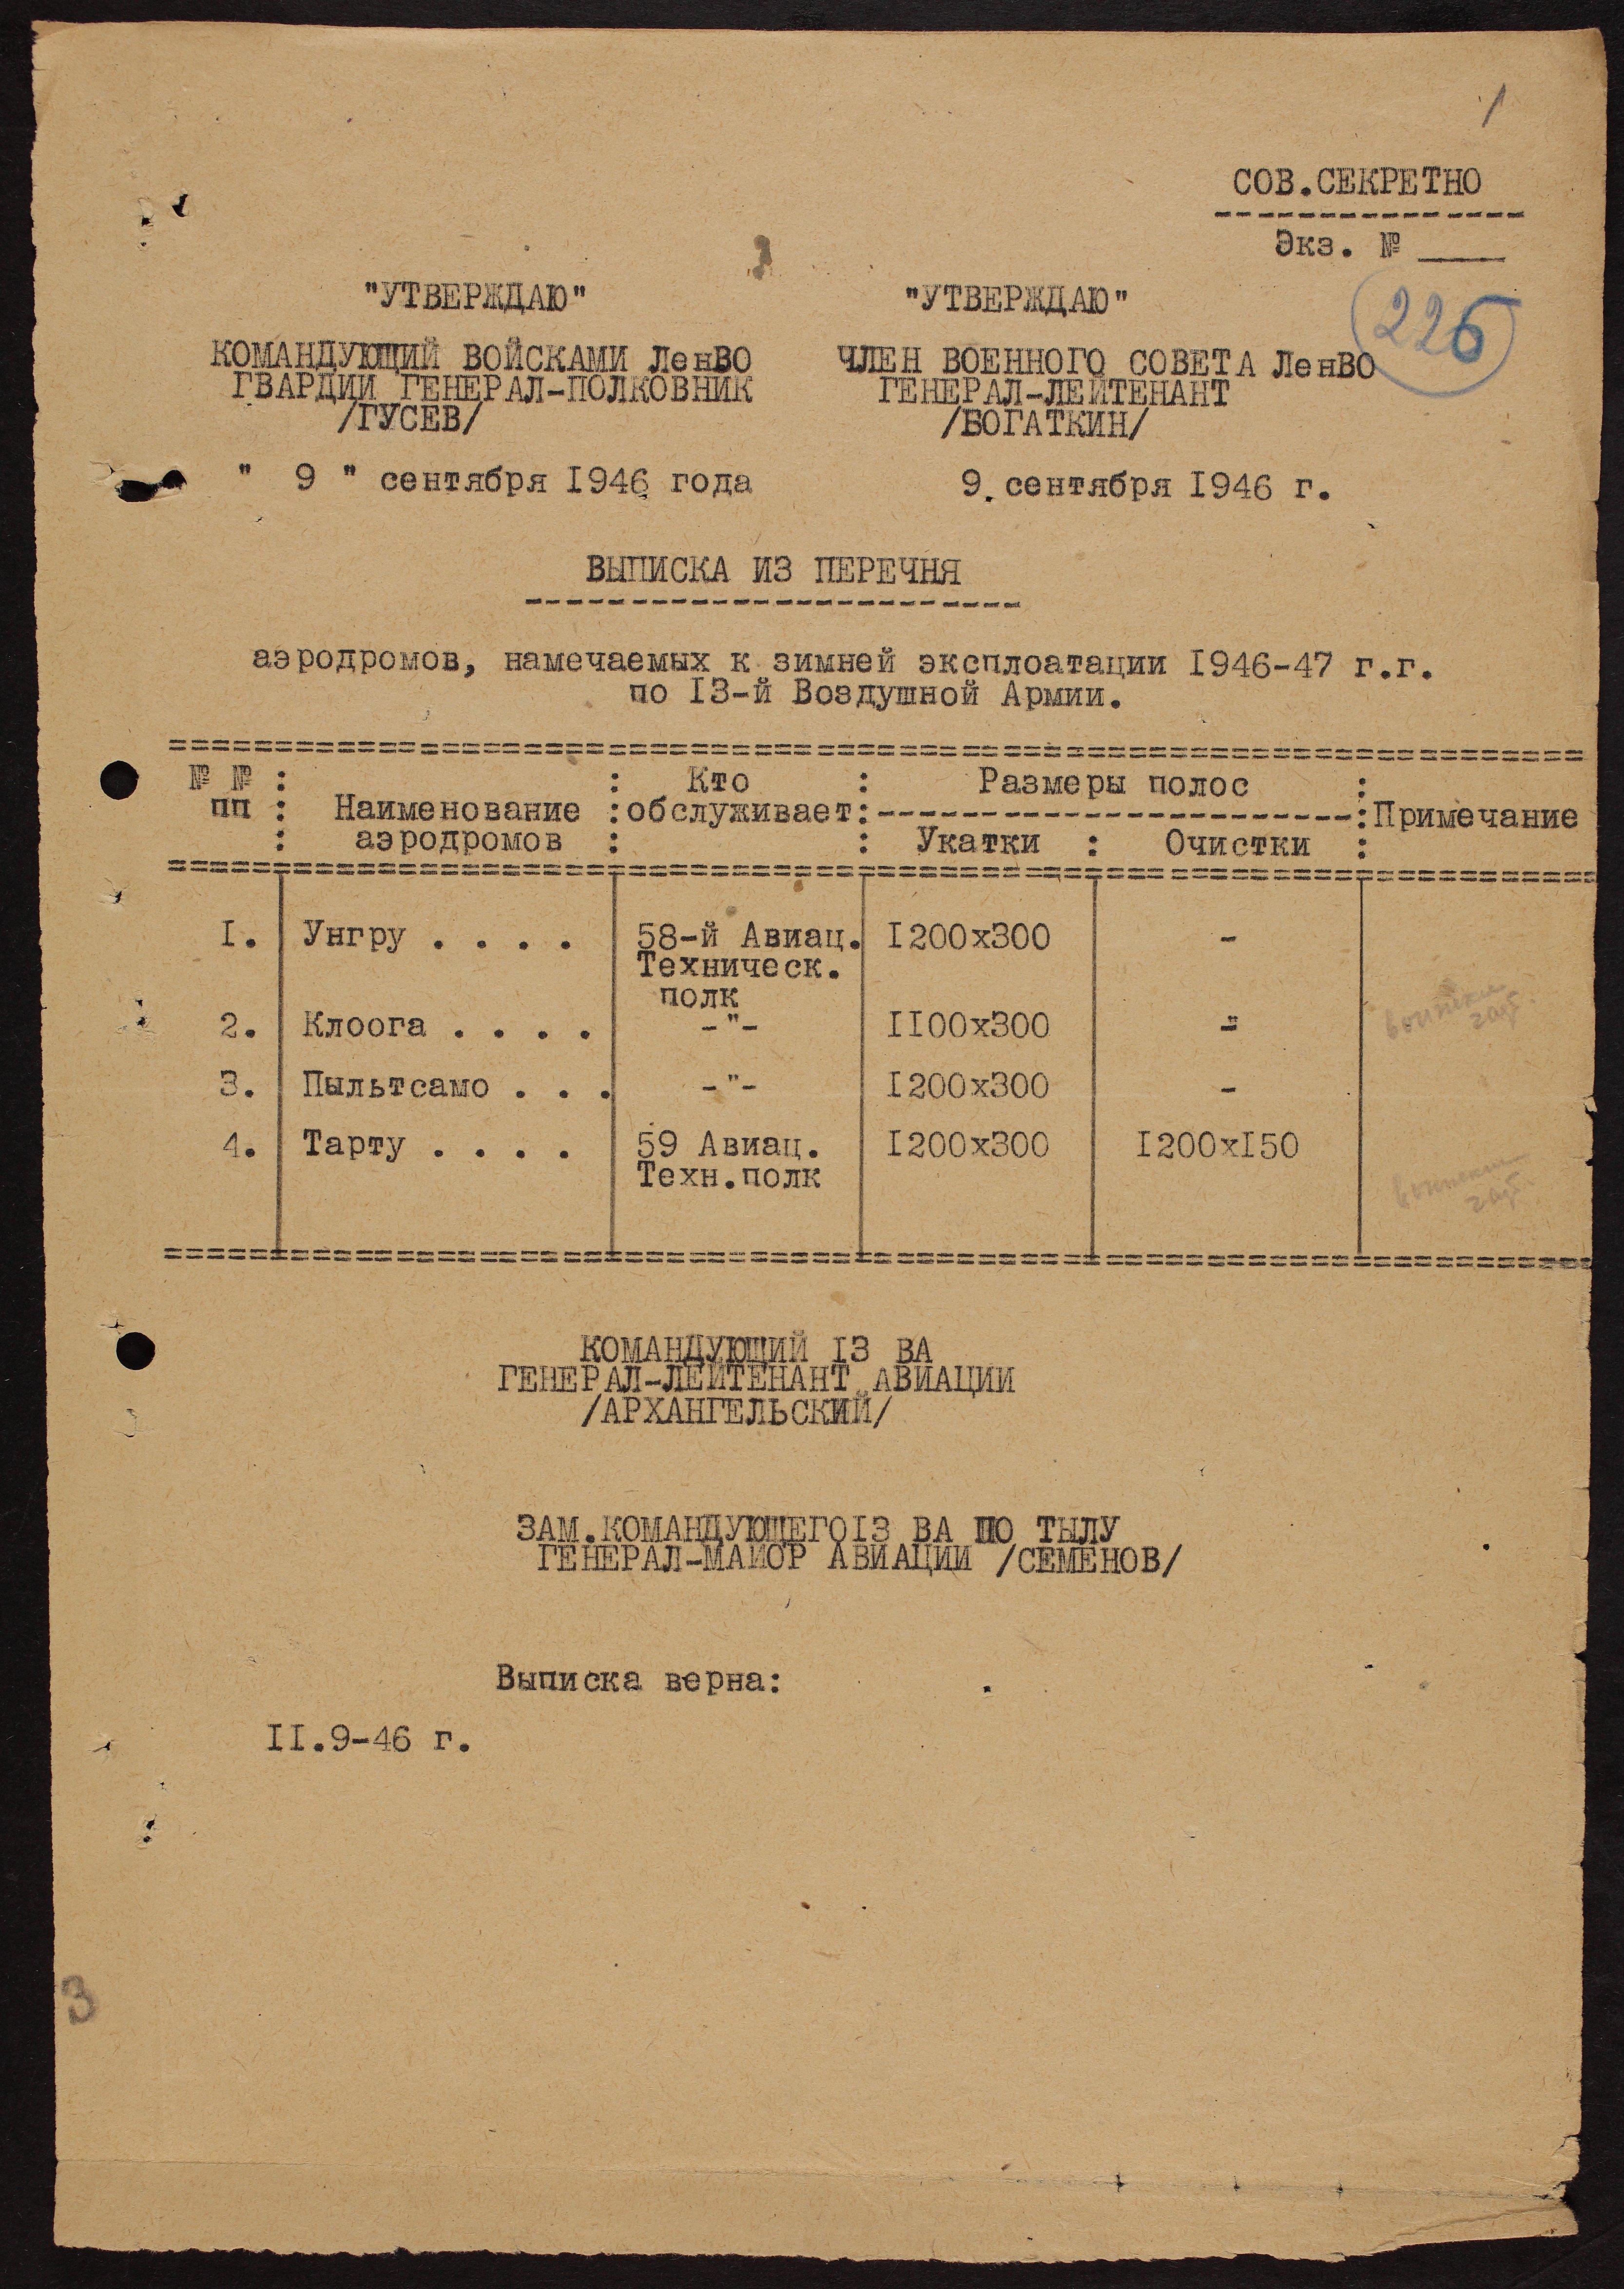 1
СОВ.СЕКРЕТНО
Экз. № ____
226
"УТВЕРЖДАЮ"
КОМАНДУЮЩИЙ ВОЙСКАМИ ЛенВО
ГВАРДИИ ГЕНЕРАЛ-ПОЛКОВНИК
/ГУСЕВ/
" 9 " сентября 1946 года
"УТВЕРЖДАЮ"
ЧЛЕН ВОЕННОГО СОВЕТА ЛенВО
ГЕНЕРАЛ-ЛЕЙТЕНАНТ
/БОГАТКИН/
9 сентября 1946 г.
ВЫПИСКА ИЗ ПЕРЕЧНЯ
аэродромов, намечаемых к зимней эксплоатации 1946-47 г.г.
по 13-й Воздушной Армии.
№ № : : Кто : Размеры полос :
пп : Наименование :обслуживает: :Примечание
: аэродромов : : Укатки : Очистки :
1. Унгру . . . . 58-й Авиац. 1200х300 -
Техническ.
полк
2. Клоога . . . . -"- 1100х300 -
3. Пыльтсамо . . . -"- 1200х300 -
4. Тарту . . . . 59 Авиац. 1200х300 1200х150
Техн.полк
КОМАНДУЮЩИЙ 13 ВА
ГЕНЕРАЛ-ЛЕЙТЕНАНТ АВИАЦИИ
/АРХАНГЕЛЬСКИЙ/
ЗАМ.КОМАНДУЮЩЕГО13 ВА ПО ТЫЛУ
ГЕНЕРАЛ-МАЙОР АВИАЦИИ /СЕМЕНОВ/
Выписка верна:
11.9-46 г.
3